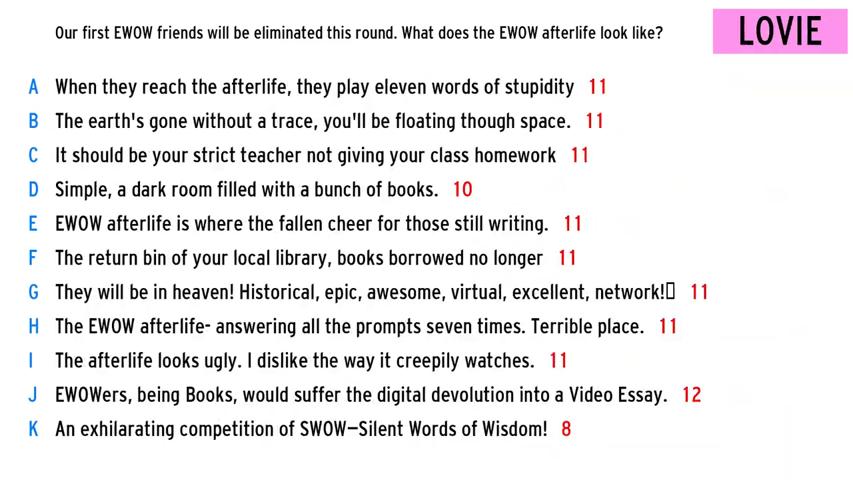 Our first EWOW friends will be eliminated this round. What does the EWOW afterlife look like?
LOVIE
A When they reach the afterlife, they play eleven words of stupidity 11
B The earth's gone without a trace, you'll be floating though space. 11
C It should be your strict teacher not giving your class homework 11
D Simple, a dark room filled with a bunch of books. 10
E EWOW afterlife is where the fallen cheer for those still writing. 11
F The return bin of your local library, books borrowed no longer 11
G They will be in heaven! Historical, epic, awesome, virtual, excellent, network!▯ 11
H The EWOW afterlife- answering all the prompts seven times. Terrible place. 11
I The afterlife looks ugly. I dislike the way it creepily watches. 11
J EWOWers, being Books, would suffer the digital devolution into a Video Essay. 12
K An exhilarating competition of SWOW—Silent Words of Wisdom! 8